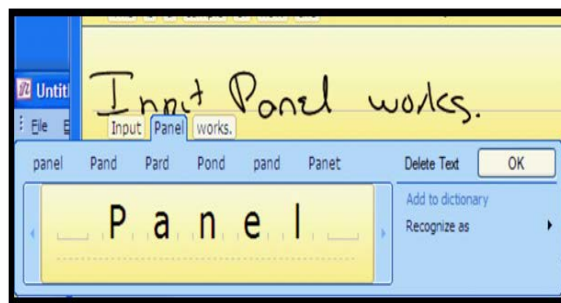 Untitl
Input Panel works.
File E
Input Panel works.
panel Pand Pard Pond pand Panet Delete Text OK
Add to dictionary
P a n e l
Recognize as